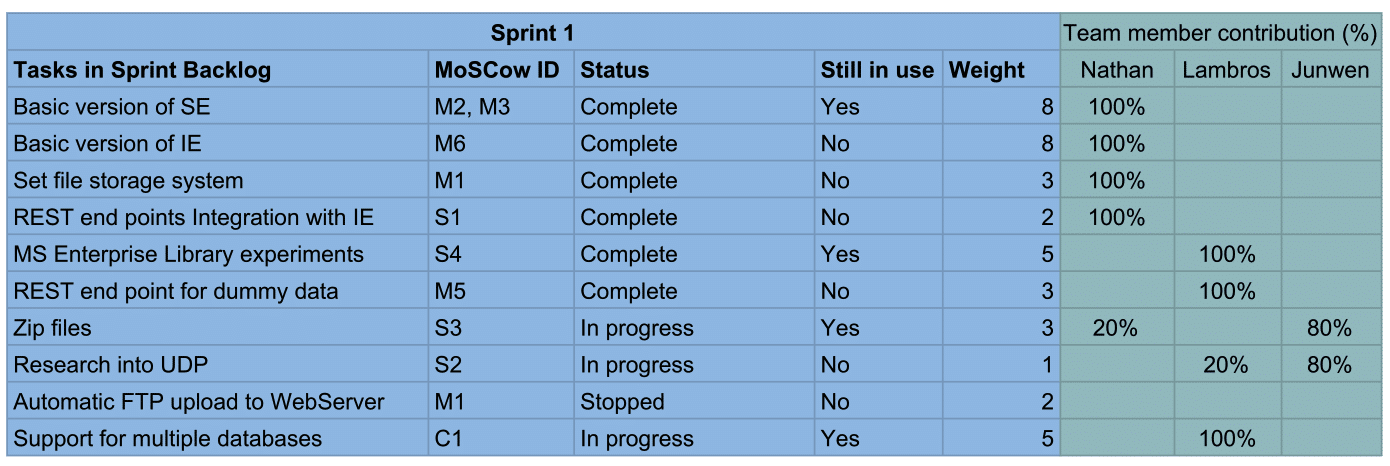 Sprint 1 Team member contribution (%)
Tasks in Sprint Backlog MoSCow ID Status Still in use Weight Nathan Lambros Junwen
Basic version of SE M2, M3 Complete Yes 8 100%
Basic version of IE M6 Complete No 8 100%
Set file storage system M1 Complete No 3 100%
REST end points Integration with IE S1 Complete No 2 100%
MS Enterprise Library experiments S4 Complete Yes 5 100%
REST end point for dummy data M5 Complete No 3 100%
Zip files S3 In progress Yes 3 20% 80%
Research into UDP S2 In progress No 1 20% 80%
Automatic FTP upload to WebServer M1 Stopped No 2
Support for multiple databases C1 In progress Yes 5 100%